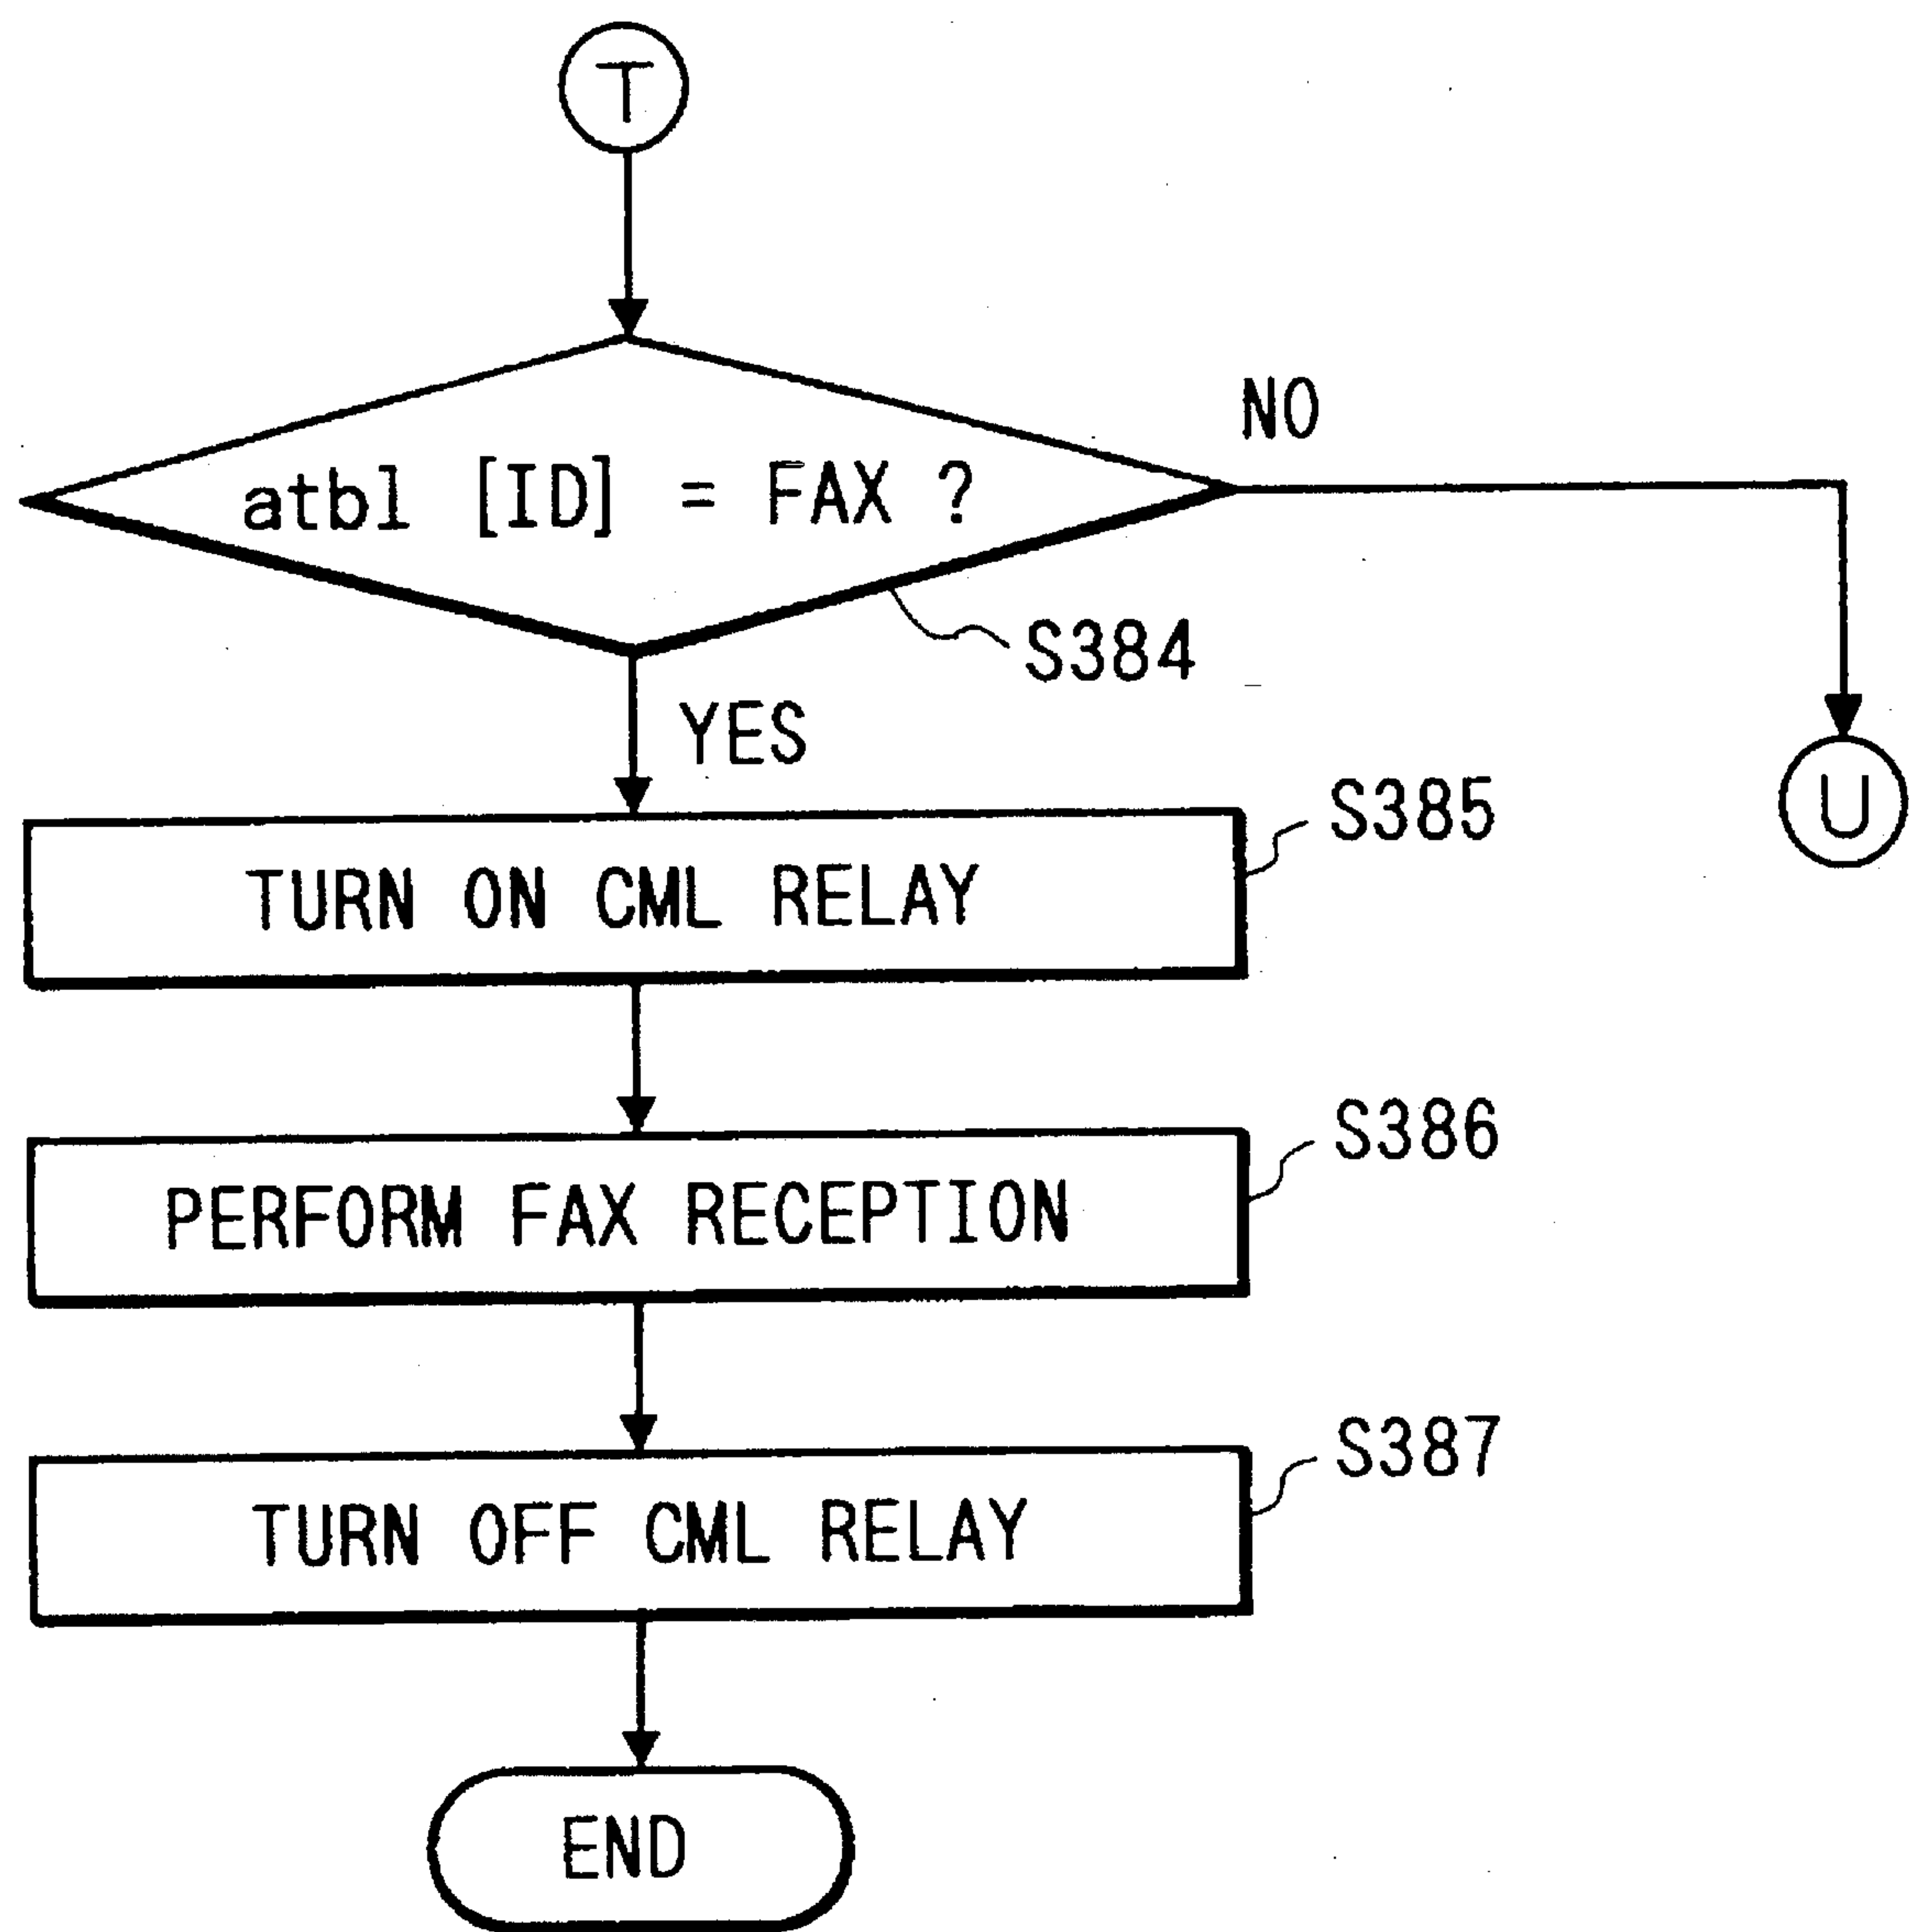 T
NO
atbl [ID] = FAX ?
S384
YES
U
S385
TURN ON CML RELAY
S386
PERFORM FAX RECEPTION
S387
TURN OFF CML RELAY
END